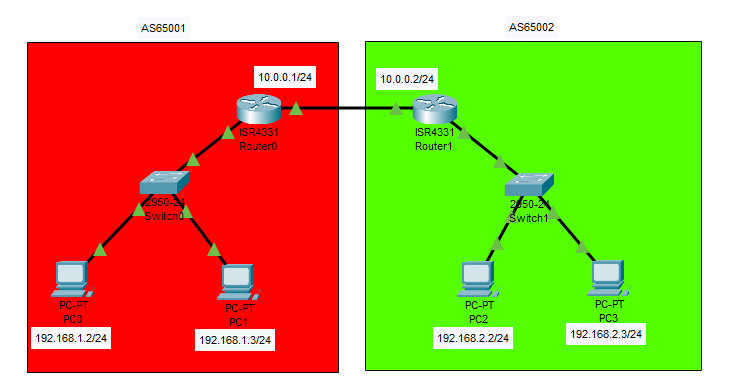 AS65001
AS65002
10.0.0.1/24
10.0.0.2/24
ISR4331
Router0
ISR4331
Router1
2950-24
Switch0
2950-24
Switch1
PC-PT
PC0
192.168.1.2/24
PC-PT
PC1
192.168.1.3/24
PC-PT
PC2
192.168.2.2/24
PC-PT
PC3
192.168.2.3/24